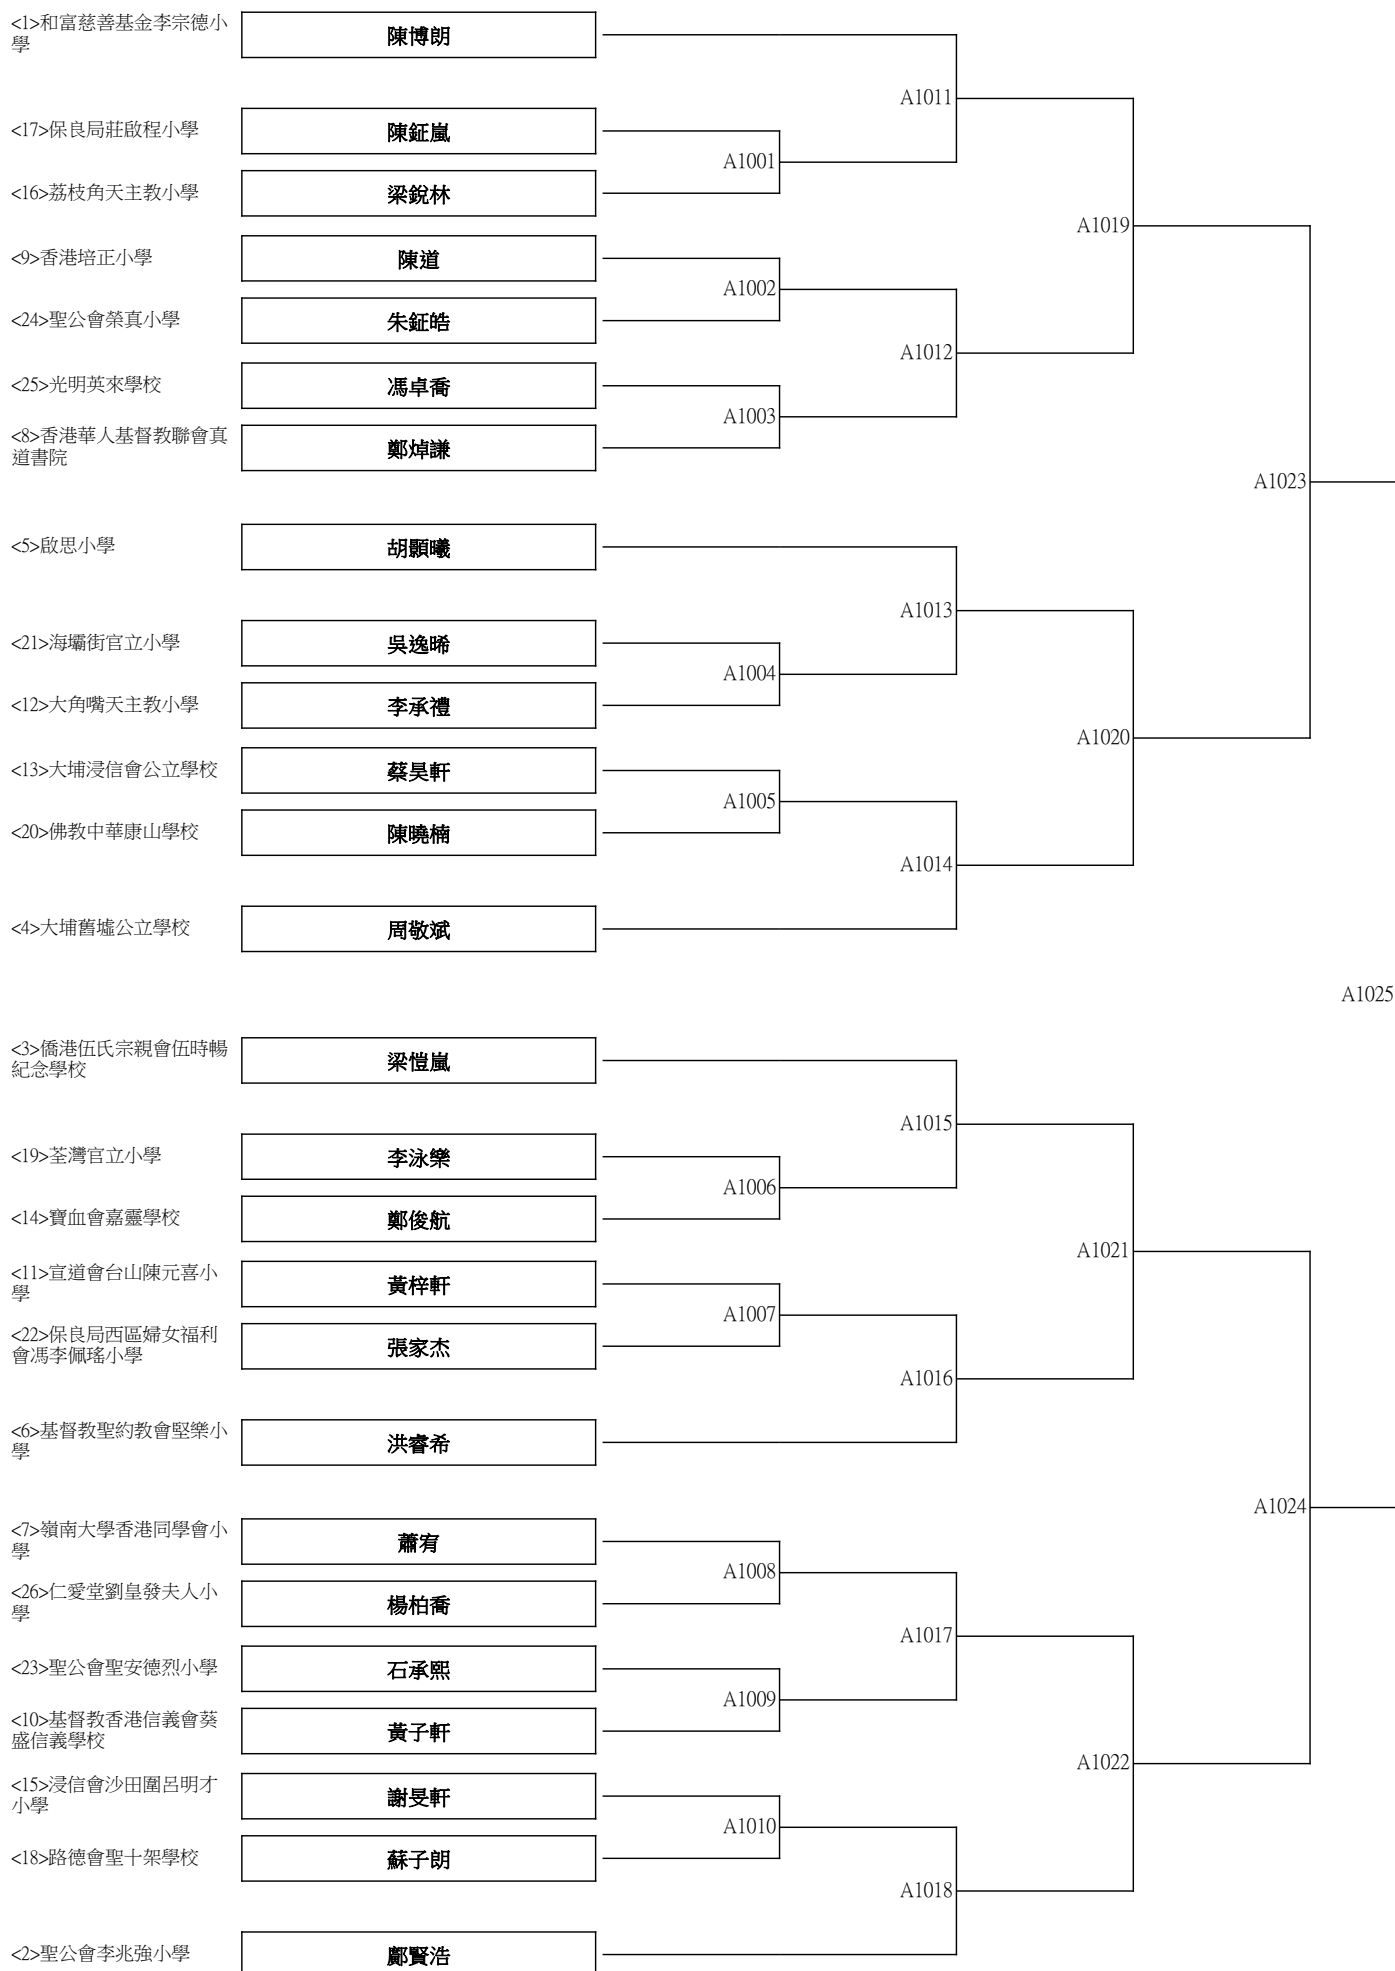 <1>和富慈善基金李宗德小
學
陳博朗
A1011
<17>保良局莊啟程小學
陳鉦嵐
A1001
<16>荔枝角天主教小學
梁銳林
A1019
<9>香港培正小學
陳道
A1002
<24>聖公會榮真小學
朱鉦皓
A1012
<25>光明英來學校
馮卓喬
A1003
<8>香港華人基督教聯會真
道書院
鄭焯謙
A1023
<5>啟思小學
胡顥曦
A1013
<21>海壩街官立小學
吳逸晞
A1004
<12>大角嘴天主教小學
李承禮
A1020
<13>大埔浸信會公立學校
蔡昊軒
A1005
<20>佛教中華康山學校
陳曉楠
A1014
<4>大埔舊墟公立學校
周敬斌
A1025
<3>僑港伍氏宗親會伍時暢
紀念學校
梁愷嵐
A1015
<19>荃灣官立小學
李泳樂
A1006
<14>寶血會嘉靈學校
鄭俊航
A1021
<11>宣道會台山陳元喜小
學
黃梓軒
A1007
<22>保良局西區婦女福利
會馮李佩瑤小學
張家杰
A1016
<6>基督教聖約教會堅樂小
學
洪睿希
A1024
<7>嶺南大學香港同學會小
學
蕭宥
A1008
<26>仁愛堂劉皇發夫人小
學
楊柏喬
A1017
<23>聖公會聖安德烈小學
石承熙
A1009
<10>基督教香港信義會葵
盛信義學校
黃子軒
A1022
<15>浸信會沙田圍呂明才
小學
謝旻軒
A1010
<18>路德會聖十架學校
蘇子朗
A1018
<2>聖公會李兆強小學
鄺賢浩